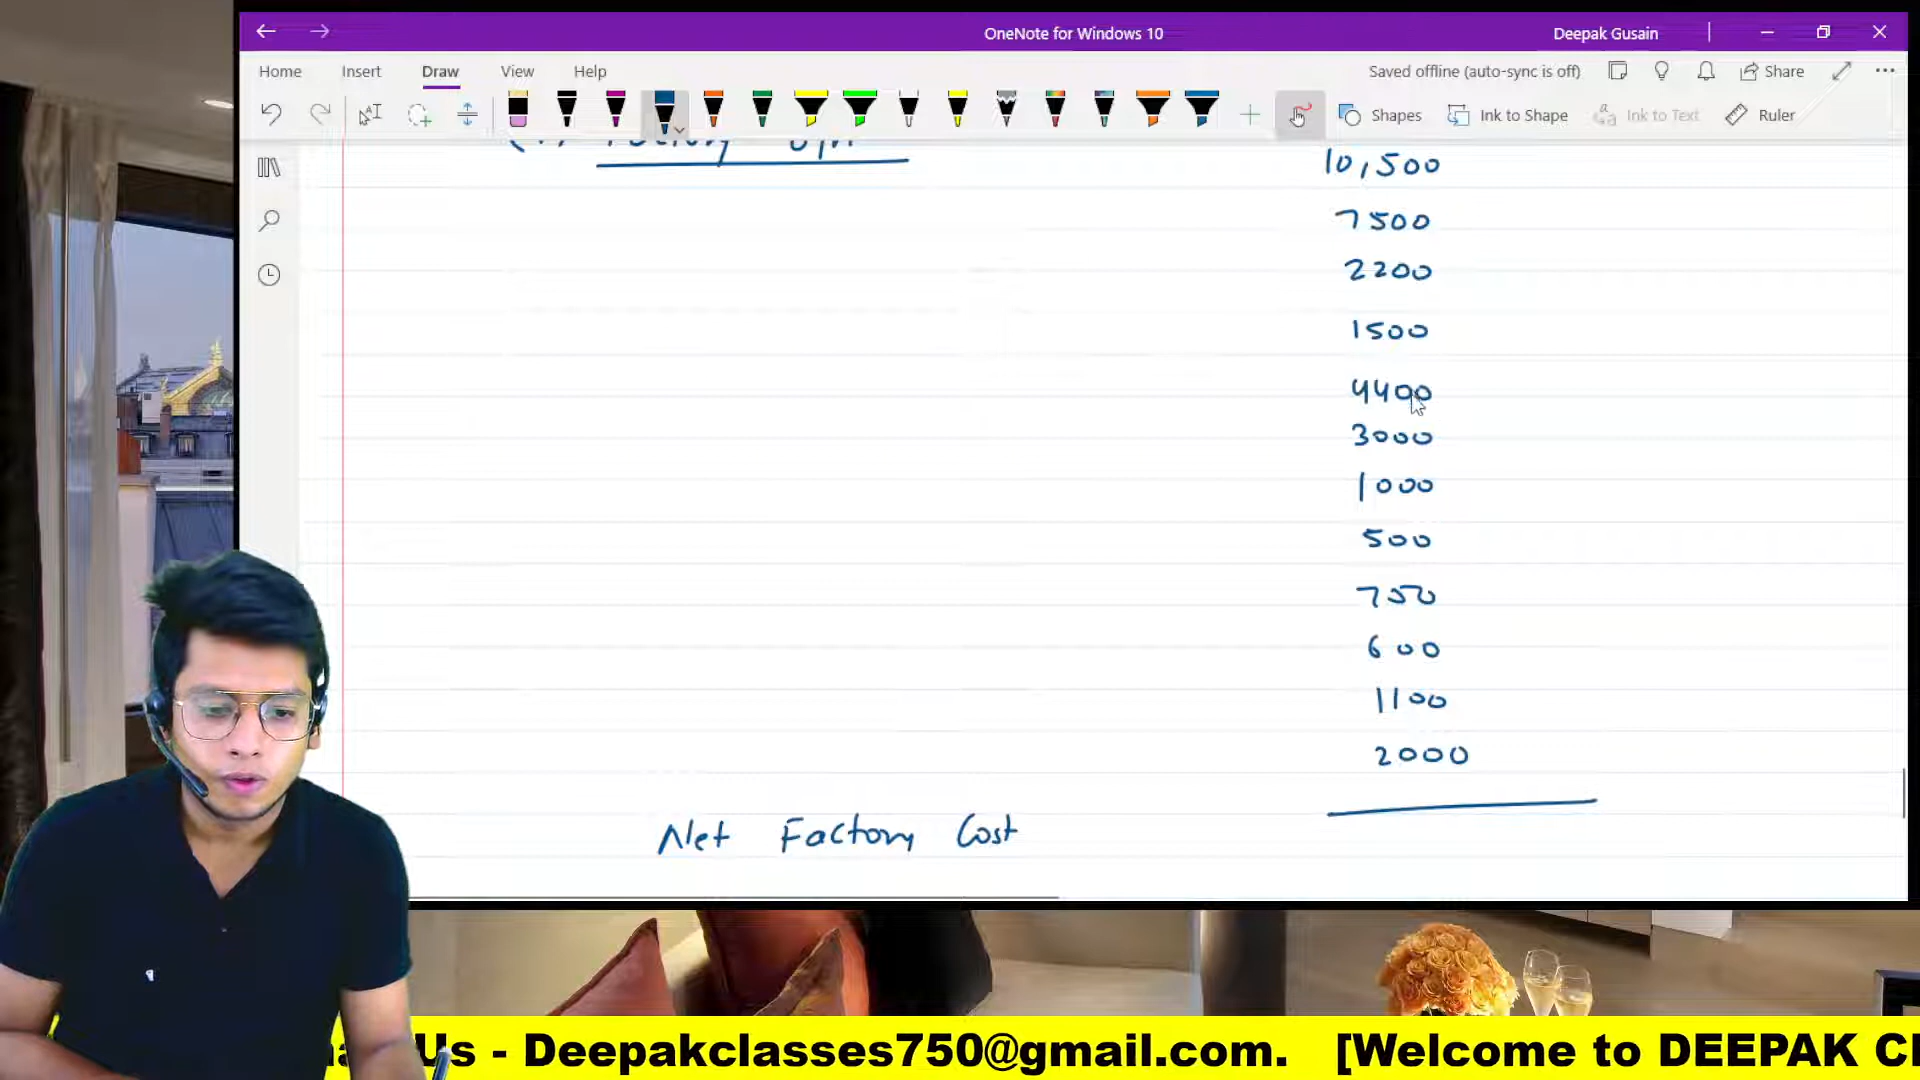 OneNote for Windows 10
Deepak Gusain
Home Insert Draw View Help
Saved offline (auto-sync is off)
Share
Shapes
Ink to Shape
Ink to Text
Ruler
(+) Factory O/H
10,500
7500
2200
1500
4400
3000
1000
500
750
600
1100
2000
Net Factory Cost
Us - Deepakclasses750@gmail.com. [Welcome to DEEPAK